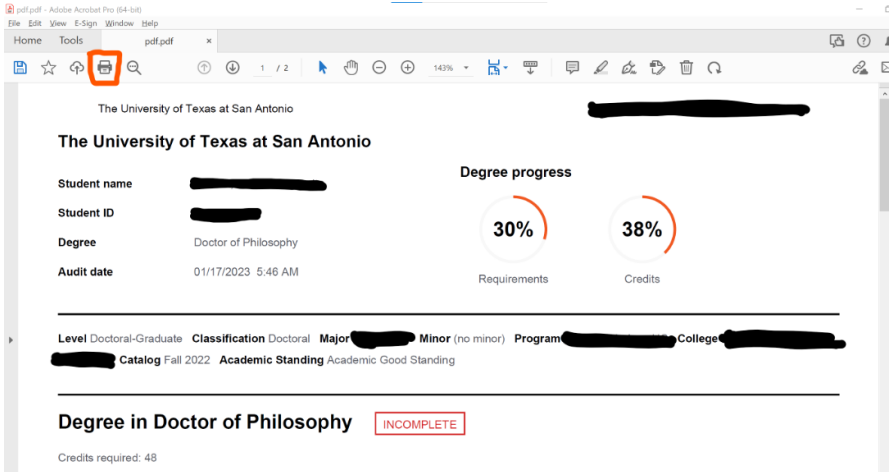 pdf.pdf - Adobe Acrobat Pro (64-bit)
File Edit View E-Sign Window Help
Home Tools pdf.pdf ×
1 / 2 143%
The University of Texas at San Antonio
The University of Texas at San Antonio
Degree progress
Student name
Student ID
30% 38%
Degree Doctor of Philosophy
Audit date 01/17/2023 5:46 AM
Requirements Credits
Level Doctoral-Graduate Classification Doctoral Major Minor (no minor) Program College
Catalog Fall 2022 Academic Standing Academic Good Standing
Degree in Doctor of Philosophy INCOMPLETE
Credits required: 48